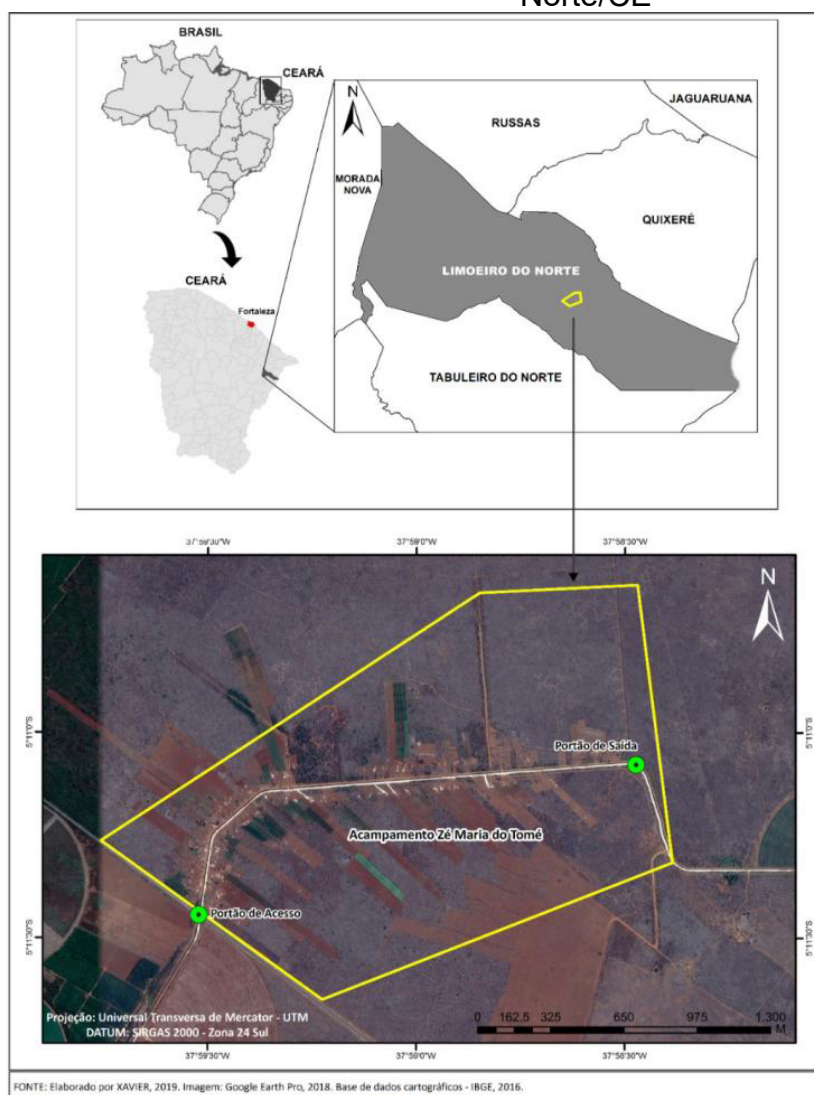 Norte/CE
BRASIL
CEARÁ
N
JAGUARUANA
RUSSAS
MORADA
NOVA
QUIXERÉ
LIMOEIRO DO NORTE
TABULEIRO DO NORTE
CEARÁ
Fortaleza
37°59'30"W
37°59'0"W
37°58'30"W
N
5°11'0"S
5°11'0"S
Portão de Saída
Acampamento Zé Maria do Tomé
Portão de Acesso
5°11'30"S
5°11'30"S
Projeção: Universal Transversa de Mercator - UTM
DATUM: SIRGAS 2000 - Zona 24 Sul
0 162,5 325 650 975 1.300
M
37°59'30"W
37°59'0"W
37°58'30"W
FONTE: Elaborado por XAVIER, 2019. Imagem: Google Earth Pro, 2018. Base de dados cartográficos - IBGE, 2016.